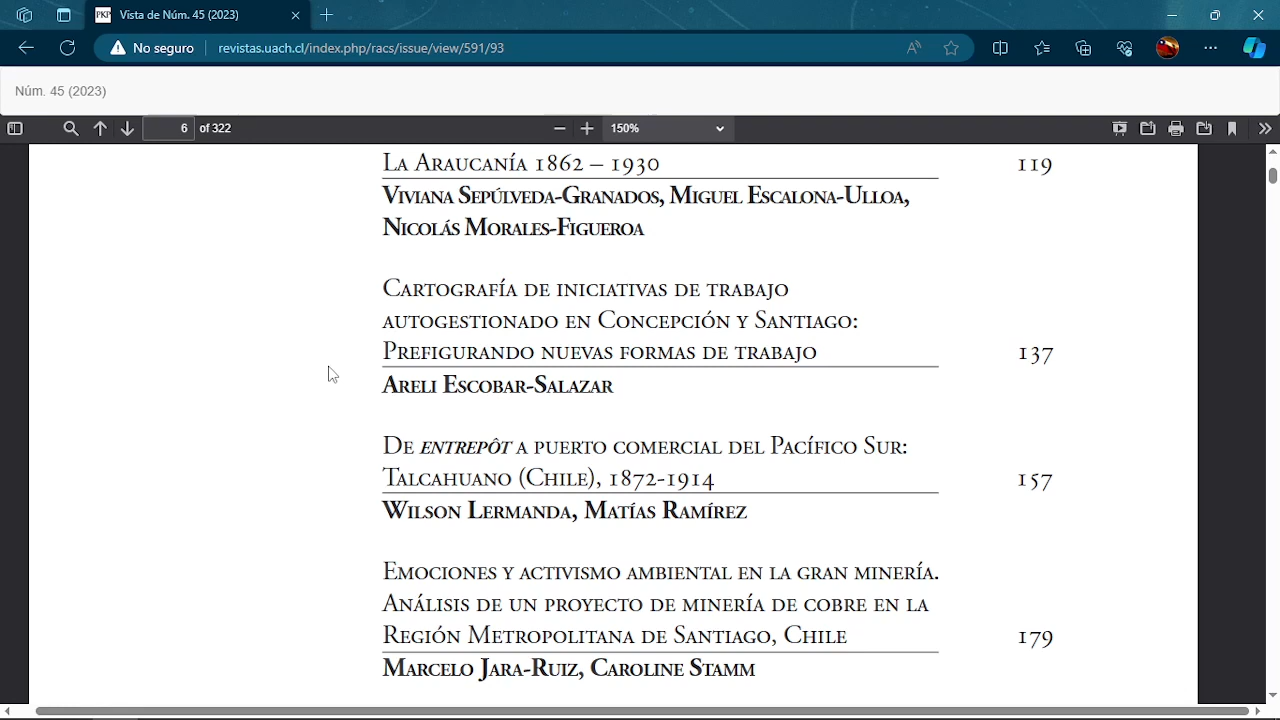 Vista de Núm. 45 (2023)
No seguro
revistas.uach.cl/index.php/racs/issue/view/591/93
Núm. 45 (2023)
6 of 322
150%
La Araucanía 1862 – 1930 119
Viviana Sepúlveda-Granados, Miguel Escalona-Ulloa,
Nicolás Morales-Figueroa
Cartografía de iniciativas de trabajo
autogestionado en Concepción y Santiago:
Prefigurando nuevas formas de trabajo 137
Areli Escobar-Salazar
De entrepôt a puerto comercial del Pacífico Sur:
Talcahuano (Chile), 1872-1914 157
Wilson Lermanda, Matías Ramírez
Emociones y activismo ambiental en la gran minería.
Análisis de un proyecto de minería de cobre en la
Región Metropolitana de Santiago, Chile 179
Marcelo Jara-Ruiz, Caroline Stamm